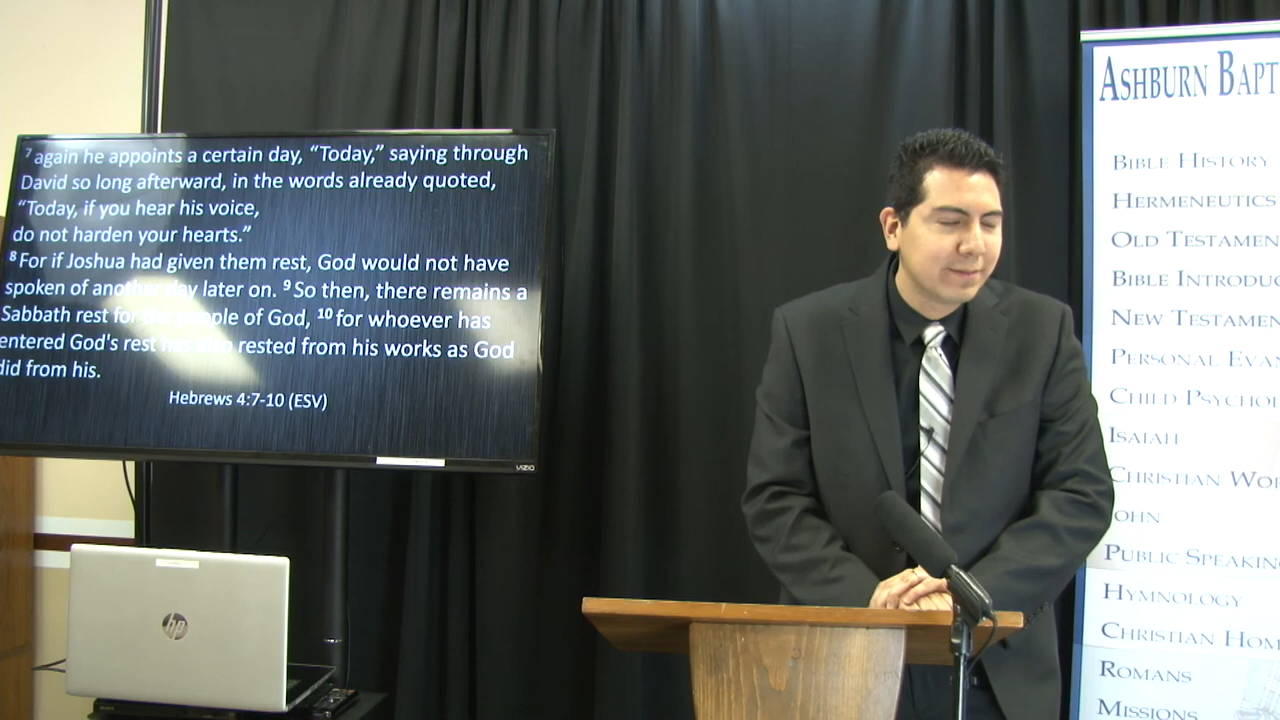 7 again he appoints a certain day, “Today,” saying through
David so long afterward, in the words already quoted,
“Today, if you hear his voice,
do not harden your hearts.”
8 For if Joshua had given them rest, God would not have
spoken of another day later on. 9 So then, there remains a
Sabbath rest for the people of God, 10 for whoever has
entered God's rest has also rested from his works as God
did from his.
Hebrews 4:7-10 (ESV)
VIZIO
hp
ASHBURN BAPT
BIBLE HISTORY
HERMENEUTICS
OLD TESTAMEN
BIBLE INTRODUC
NEW TESTAMEN
PERSONAL EVAN
CHILD PSYCHOL
ISAIAH
CHRISTIAN WOR
JOHN
PUBLIC SPEAKING
HYMNOLOGY
CHRISTIAN HOM
ROMANS
MISSIONS